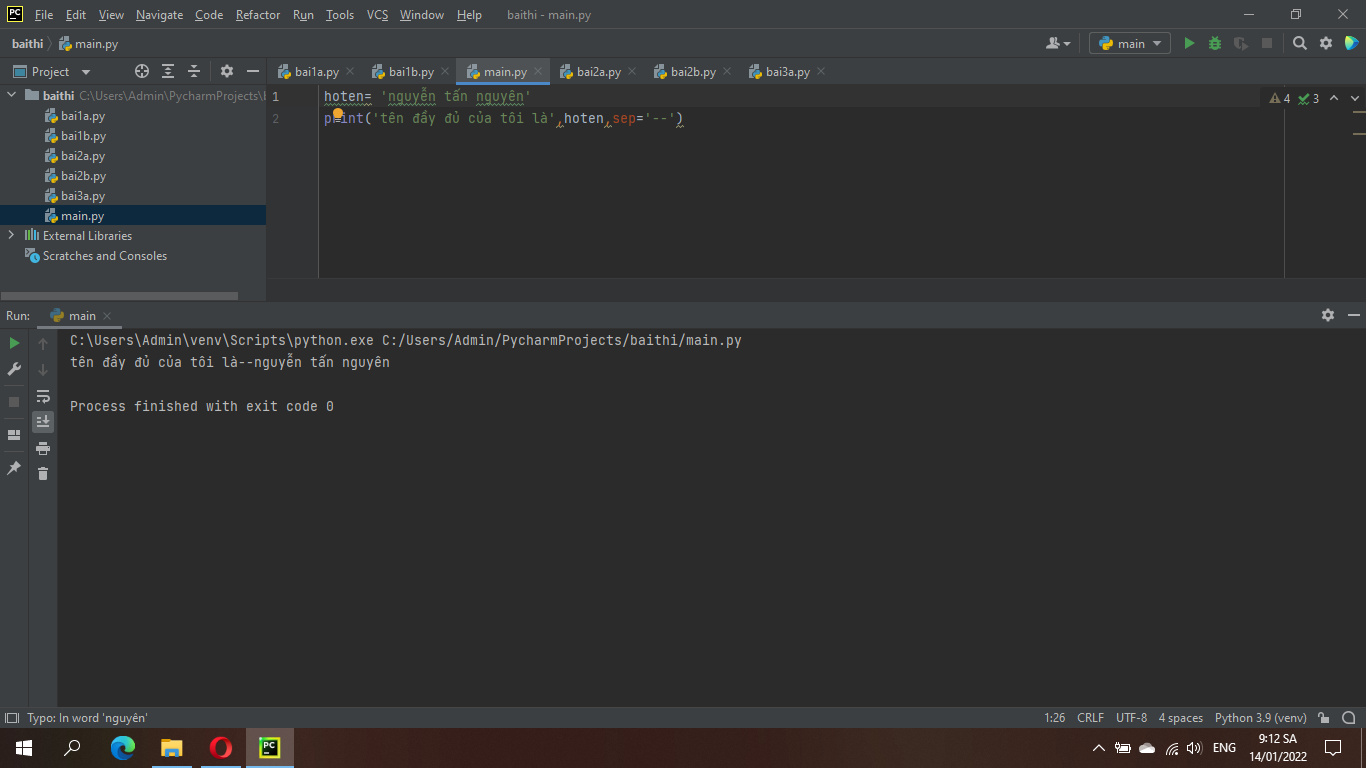 PC File Edit View Navigate Code Refactor Run Tools VCS Window Help baithi - main.py
baithi main.py main
Project bai1a.py bai1b.py main.py bai2a.py bai2b.py bai3a.py
baithi C:\Users\Admin\PycharmProjects\
bai1a.py
bai1b.py
bai2a.py
bai2b.py
bai3a.py
main.py
External Libraries
Scratches and Consoles
1 hoten= 'nguyễn tấn nguyên' 4 3
2 print('tên đầy đủ của tôi là',hoten,sep='--')
Run: main
C:\Users\Admin\venv\Scripts\python.exe C:/Users/Admin/PycharmProjects/baithi/main.py
tên đầy đủ của tôi là--nguyễn tấn nguyên
Process finished with exit code 0
Typo: In word 'nguyên' 1:26 CRLF UTF-8 4 spaces Python 3.9 (venv)
PC ENG 9:12 SA
14/01/2022